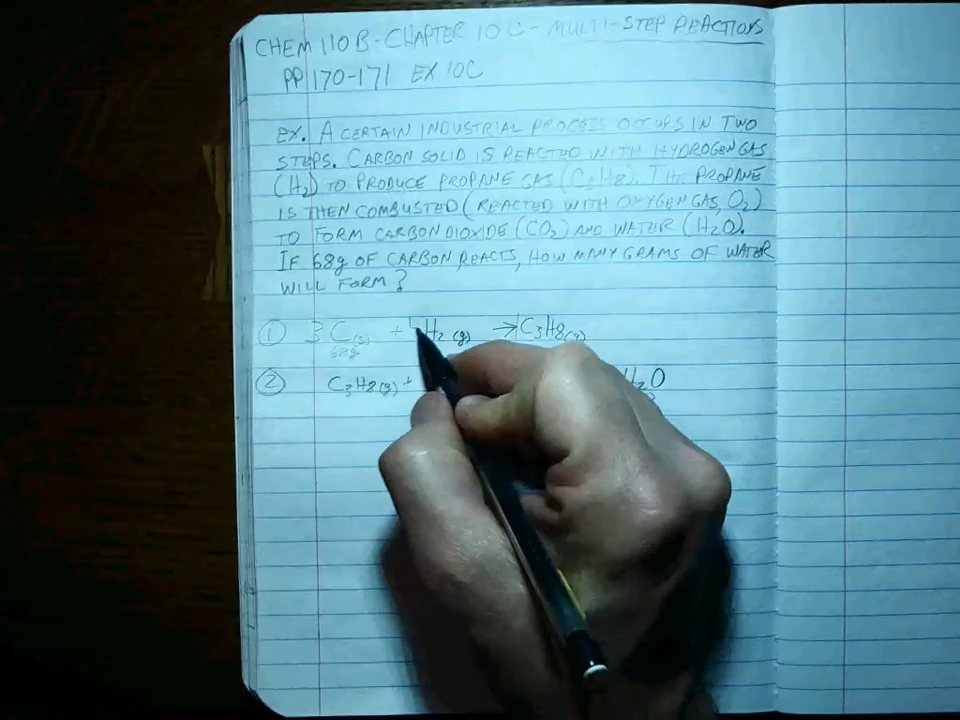 CHEM 110B - CHAPTER 10C - MULTI-STEP REACTIONS
PP 170-171 EX 10C
EX. A CERTAIN INDUSTRIAL PROCESS OCCURS IN TWO
STEPS. CARBON SOLID IS REACTED WITH HYDROGEN GAS
(H2) TO PRODUCE PROPANE GAS (C3H8). THE PROPANE
IS THEN COMBUSTED (REACTED WITH OXYGEN GAS, O2)
TO FORM CARBON DIOXIDE (CO2) AND WATER (H2O).
IF 68g OF CARBON REACTS, HOW MANY GRAMS OF WATER
WILL FORM?
① 3 C(s) + H2 (g) → C3H8(g)
68g
② C3H8(g) + H2O